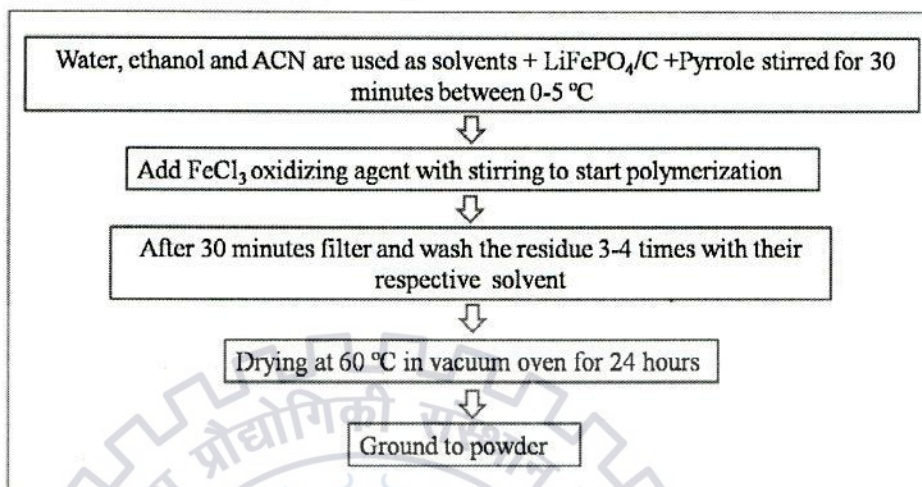 Water, ethanol and ACN are used as solvents + LiFePO₄/C +Pyrrole stirred for 30
minutes between 0-5 ºC
Add FeCl₃ oxidizing agent with stirring to start polymerization
After 30 minutes filter and wash the residue 3-4 times with their
respective solvent
Drying at 60 ºC in vacuum oven for 24 hours
प्रौद्योगिकी संस्थान
Ground to powder